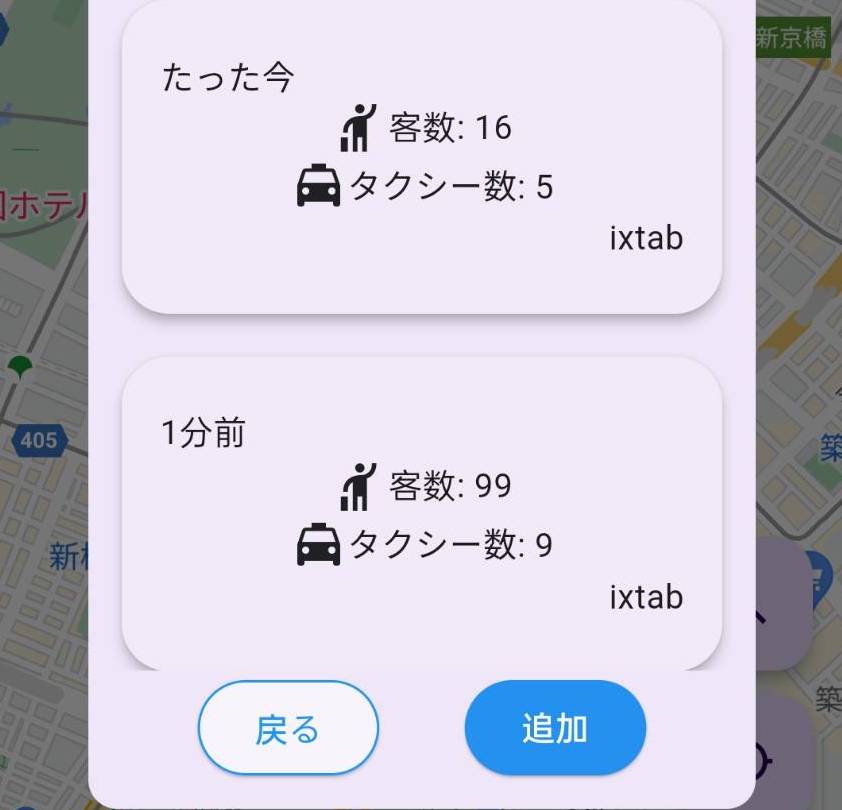 新京橋
たった今
客数: 16
タクシー数: 5
ホテル
ixtab
1分前
405
客数: 99
タクシー数: 9
新
ixtab
築
築
戻る
追加